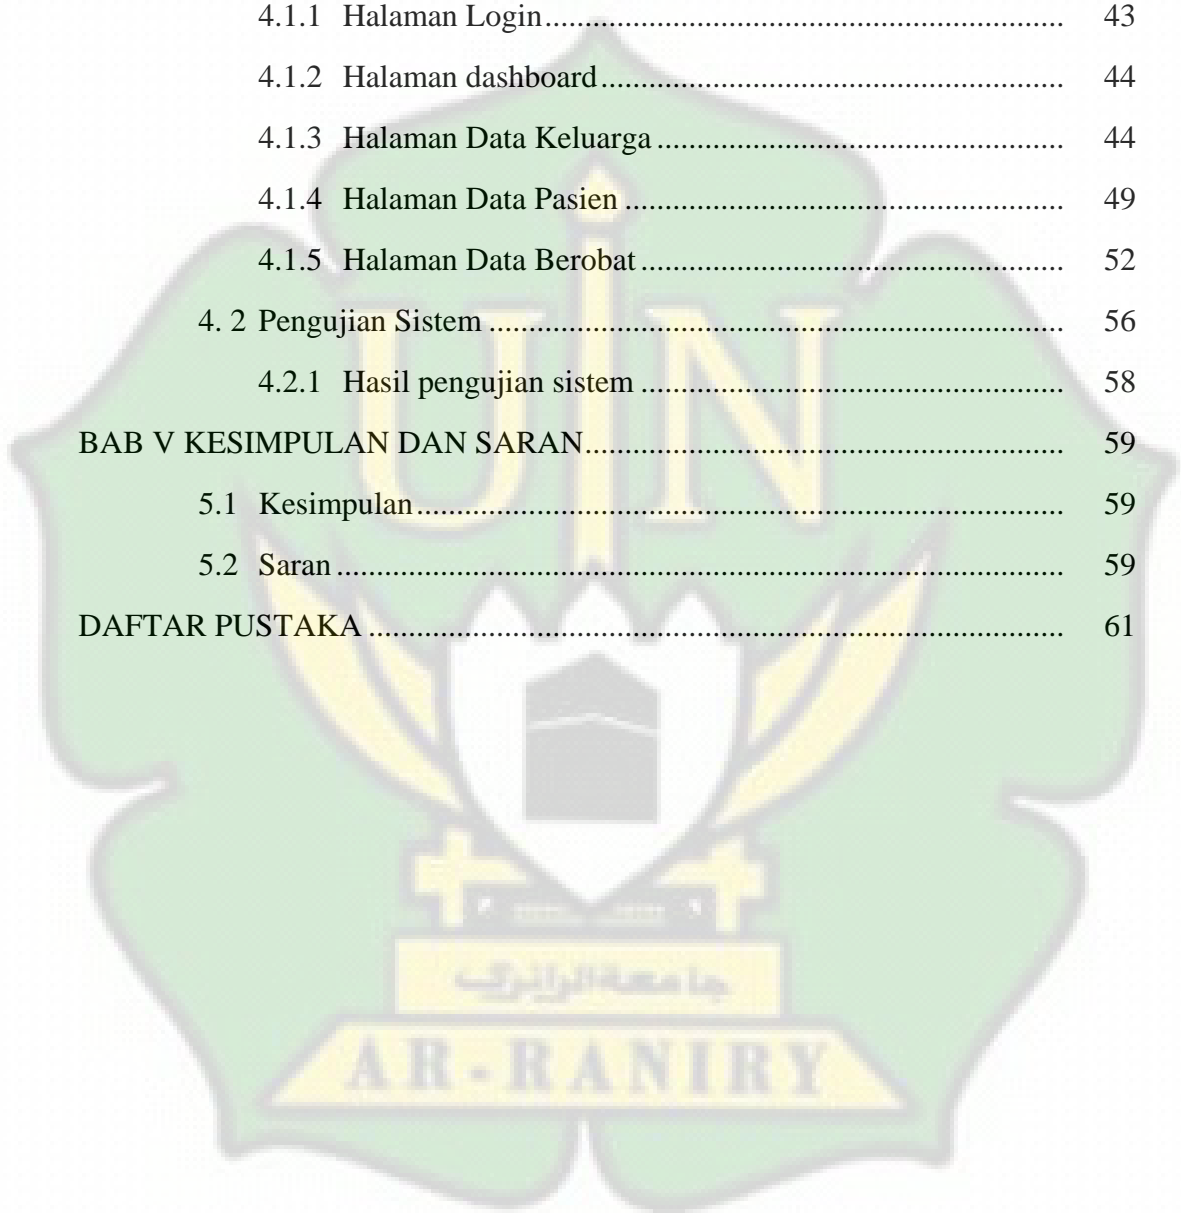 4.1.1 Halaman Login.................................................................. 43
4.1.2 Halaman dashboard........................................................... 44
4.1.3 Halaman Data Keluarga.................................................... 44
4.1.4 Halaman Data Pasien ........................................................ 49
4.1.5 Halaman Data Berobat...................................................... 52
4. 2 Pengujian Sistem ......................................................................... 56
4.2.1 Hasil pengujian sistem ...................................................... 58
BAB V KESIMPULAN DAN SARAN............................................................. 59
5.1 Kesimpulan.................................................................................. 59
5.2 Saran ............................................................................................ 59
DAFTAR PUSTAKA ........................................................................................ 61
UIN
جامعة الرانري
AR-RANIRY